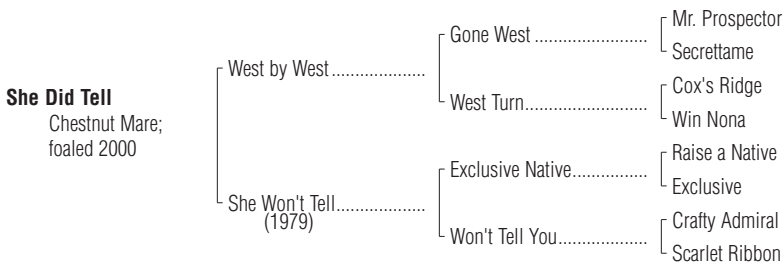 She Did Tell
Chestnut Mare;
foaled 2000
West by West....................
She Won't Tell...................
(1979)
Gone West ........................
West Turn..........................
Exclusive Native................
Won't Tell You...................
Mr. Prospector
Secrettame
Cox's Ridge
Win Nona
Raise a Native
Exclusive
Crafty Admiral
Scarlet Ribbon